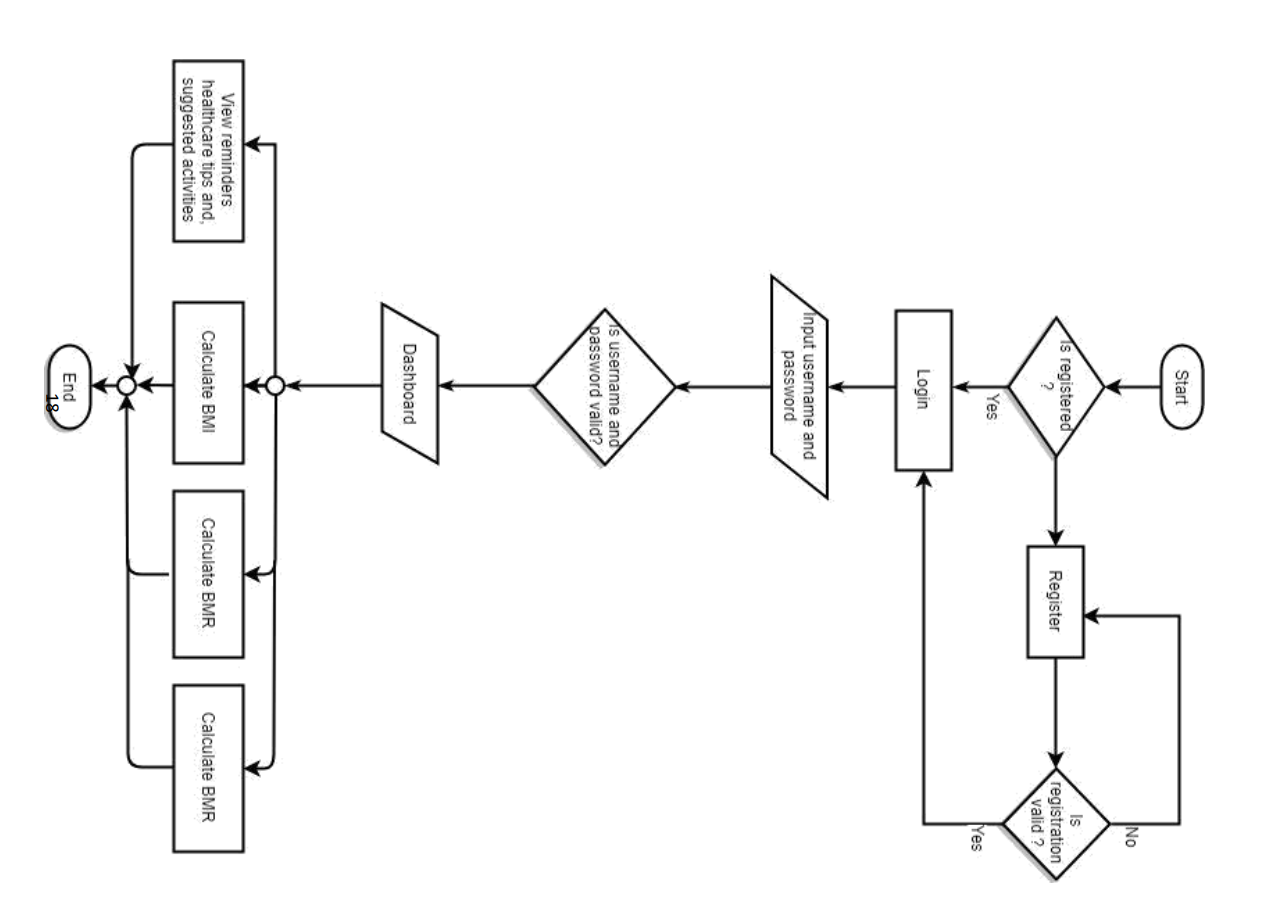 Start
Is registered
?
Yes
Register
Is
registration
valid ?
No
Yes
Login
Input username and
password
Is username and
password valid?
Dashboard
View reminders
healthcare tips and,
suggested activities
Calculate BMI
Calculate BMR
Calculate BMR
End
18